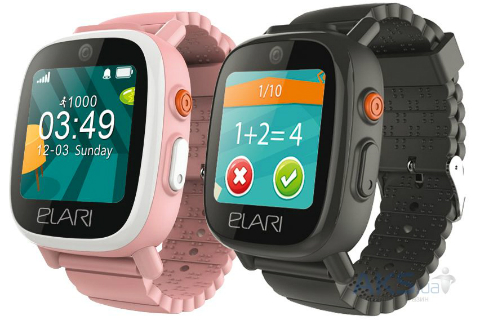 1000
03:49
12-03 Sunday
ELARI
1/10
1+2=4
ELARI